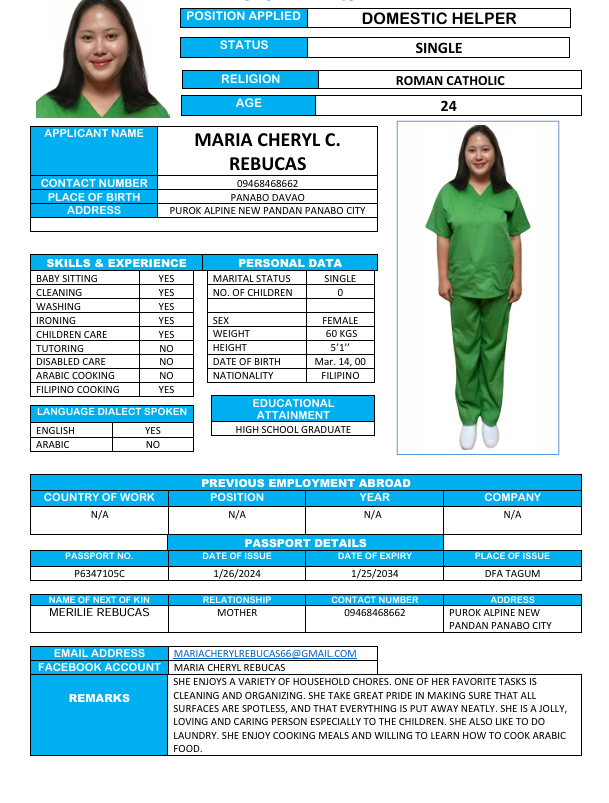 POSITION APPLIED DOMESTIC HELPER
STATUS SINGLE
RELIGION ROMAN CATHOLIC
AGE 24
APPLICANT NAME MARIA CHERYL C.
REBUCAS
CONTACT NUMBER 09468468662
PLACE OF BIRTH PANABO DAVAO
ADDRESS PUROK ALPINE NEW PANDAN PANABO CITY
SKILLS & EXPERIENCE
BABY SITTING YES
CLEANING YES
WASHING YES
IRONING YES
CHILDREN CARE YES
TUTORING NO
DISABLED CARE NO
ARABIC COOKING NO
FILIPINO COOKING YES
LANGUAGE DIALECT SPOKEN
ENGLISH YES
ARABIC NO
PERSONAL DATA
MARITAL STATUS SINGLE
NO. OF CHILDREN 0
SEX FEMALE
WEIGHT 60 KGS
HEIGHT 5’1’’
DATE OF BIRTH Mar. 14, 00
NATIONALITY FILIPINO
EDUCATIONAL
ATTAINMENT
HIGH SCHOOL GRADUATE
PREVIOUS EMPLOYMENT ABROAD
COUNTRY OF WORK POSITION YEAR COMPANY
N/A N/A N/A N/A
PASSPORT DETAILS
PASSPORT NO. DATE OF ISSUE DATE OF EXPIRY PLACE OF ISSUE
P6347105C 1/26/2024 1/25/2034 DFA TAGUM
NAME OF NEXT OF KIN RELATIONSHIP CONTACT NUMBER ADDRESS
MERILIE REBUCAS MOTHER 09468468662 PUROK ALPINE NEW
PANDAN PANABO CITY
EMAIL ADDRESS MARIACHERYLREBUCAS66@GMAIL.COM
FACEBOOK ACCOUNT MARIA CHERYL REBUCAS
REMARKS
SHE ENJOYS A VARIETY OF HOUSEHOLD CHORES. ONE OF HER FAVORITE TASKS IS
CLEANING AND ORGANIZING. SHE TAKE GREAT PRIDE IN MAKING SURE THAT ALL
SURFACES ARE SPOTLESS, AND THAT EVERYTHING IS PUT AWAY NEATLY. SHE IS A JOLLY,
LOVING AND CARING PERSON ESPECIALLY TO THE CHILDREN. SHE ALSO LIKE TO DO
LAUNDRY. SHE ENJOY COOKING MEALS AND WILLING TO LEARN HOW TO COOK ARABIC
FOOD.